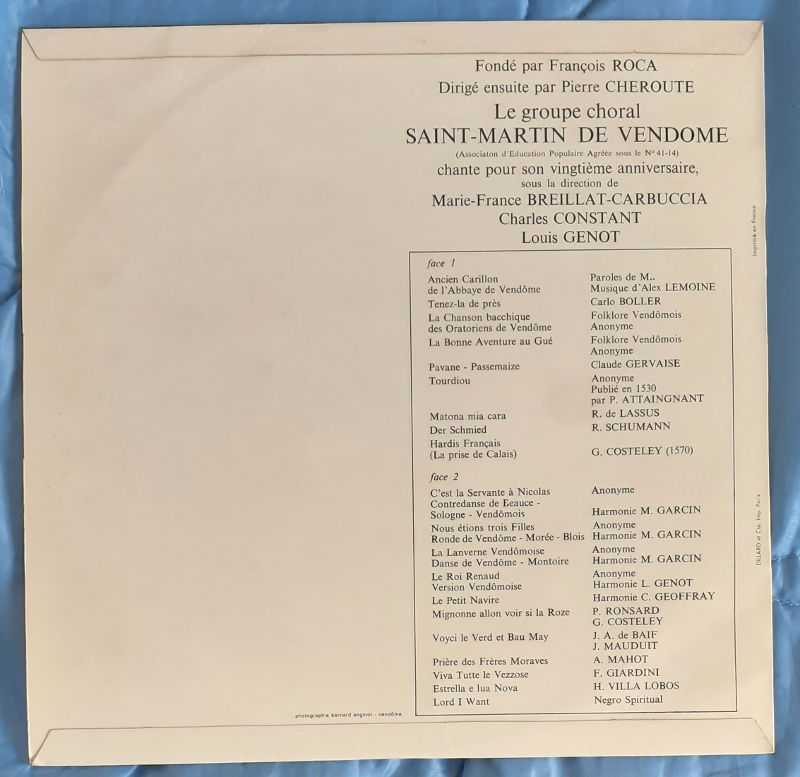 Fondé par François ROCA
Dirigé ensuite par Pierre CHEROUTE
Le groupe choral
SAINT-MARTIN DE VENDOME
(Associaton d'Education Populaire Agréée sous le N° 41-14)
chante pour son vingtième anniversaire,
sous la direction de
Marie-France BREILLAT-CARBUCCIA
Charles CONSTANT
Louis GENOT
face 1
Ancien Carillon Paroles de M..
de l'Abbaye de Vendôme Musique d'Alex LEMOINE
Tenez-la de près Carlo BOLLER
La Chanson bacchique Folklore Vendômois
des Oratoriens de Vendôme Anonyme
La Bonne Aventure au Gué Folklore Vendômois
Anonyme
Pavane - Passemaize Claude GERVAISE
Tourdiou Anonyme
Publié en 1530
par P. ATTAINGNANT
Matona mia cara R. de LASSUS
Der Schmied R. SCHUMANN
Hardis Français
(La prise de Calais) G. COSTELEY (1570)
face 2
C'est la Servante à Nicolas Anonyme
Contredanse de Beauce -
Sologne - Vendômois Harmonie M. GARCIN
Nous étions trois Filles Anonyme
Ronde de Vendôme - Morée - Blois Harmonie M. GARCIN
La Lanverne Vendômoise Anonyme
Danse de Vendôme - Montoire Harmonie M. GARCIN
Le Roi Renaud Anonyme
Version Vendômoise Harmonie L. GENOT
Le Petit Navire Harmonie C. GEOFFRAY
Mignonne allon voir si la Roze P. RONSARD
G. COSTELEY
Voyci le Verd et Bau May J. A. de BAIF
J. MAUDUIT
Prière des Frères Moraves A. MAHOT
Viva Tutte le Vezzose F. GIARDINI
Estrella e lua Nova H. VILLA LOBOS
Lord I Want Negro Spiritual
photographie bernard anginot - vendôme
Imprimé en France
DILLARD et Cie. Imp. Paris.